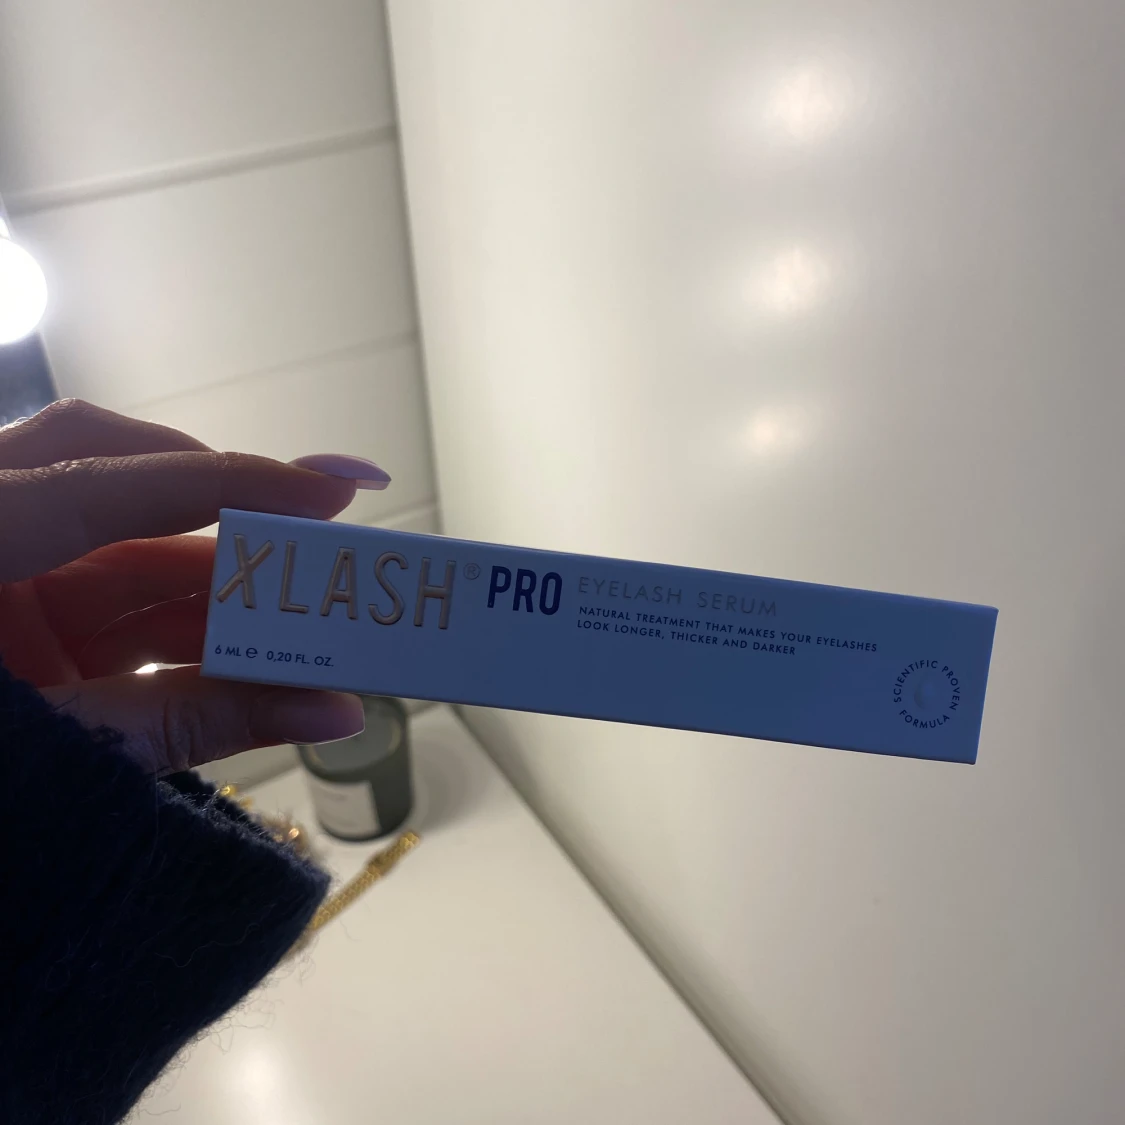 XLASH® PRO EYELASH SERUM
NATURAL TREATMENT THAT MAKES YOUR EYELASHES
LOOK LONGER, THICKER AND DARKER
6 ML ℮ 0,20 FL. OZ.
SCIENTIFIC PROVEN FORMULA